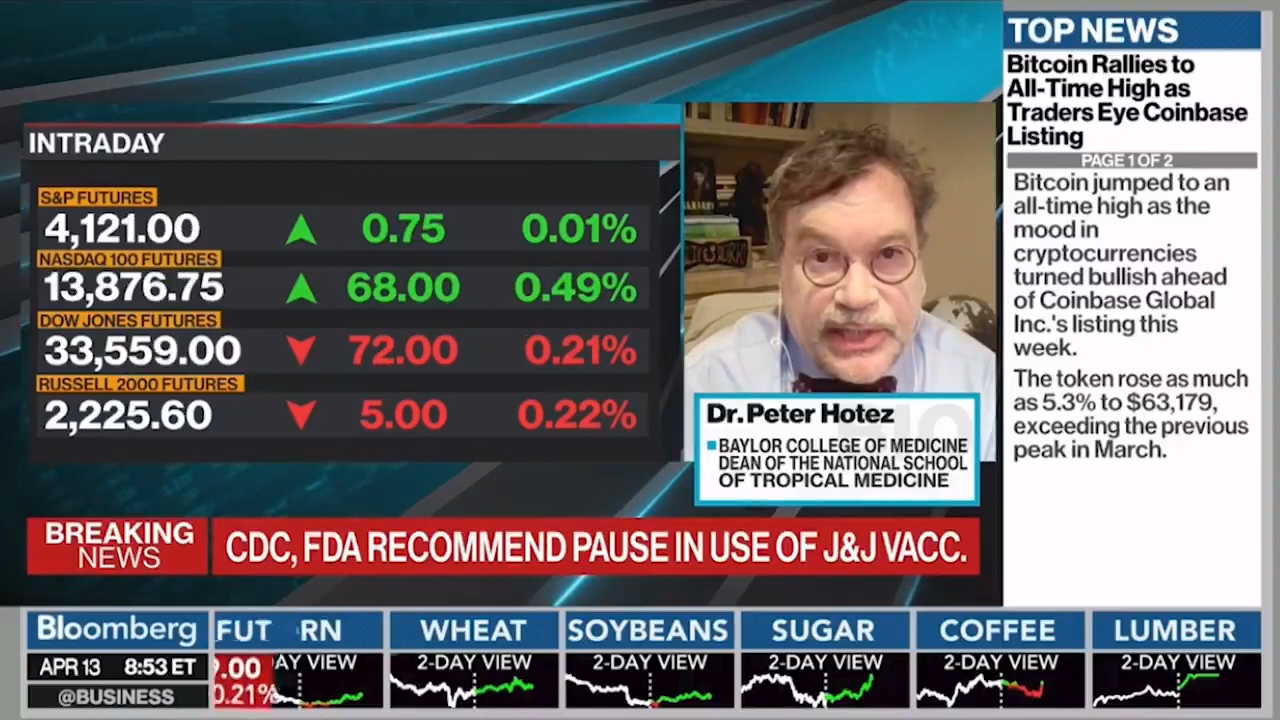 TOP NEWS
Bitcoin Rallies to
All-Time High as
Traders Eye Coinbase
Listing
PAGE 1 OF 2
Bitcoin jumped to an
all-time high as the
mood in
cryptocurrencies
turned bullish ahead
of Coinbase Global
Inc.'s listing this
week.
The token rose as much
as 5.3% to $63,179,
exceeding the previous
peak in March.
INTRADAY
S&P FUTURES
4,121.00 0.75 0.01%
NASDAQ 100 FUTURES
13,876.75 68.00 0.49%
DOW JONES FUTURES
33,559.00 72.00 0.21%
RUSSELL 2000 FUTURES
2,225.60 5.00 0.22%
Dr. Peter Hotez
BAYLOR COLLEGE OF MEDICINE
DEAN OF THE NATIONAL SCHOOL
OF TROPICAL MEDICINE
BREAKING
NEWS
CDC, FDA RECOMMEND PAUSE IN USE OF J&J VACC.
Bloomberg FUT RN WHEAT SOYBEANS SUGAR COFFEE LUMBER
APR 13 8:53 ET .00 AY VIEW 2-DAY VIEW 2-DAY VIEW 2-DAY VIEW 2-DAY VIEW 2-DAY VIEW
@BUSINESS 0.21%